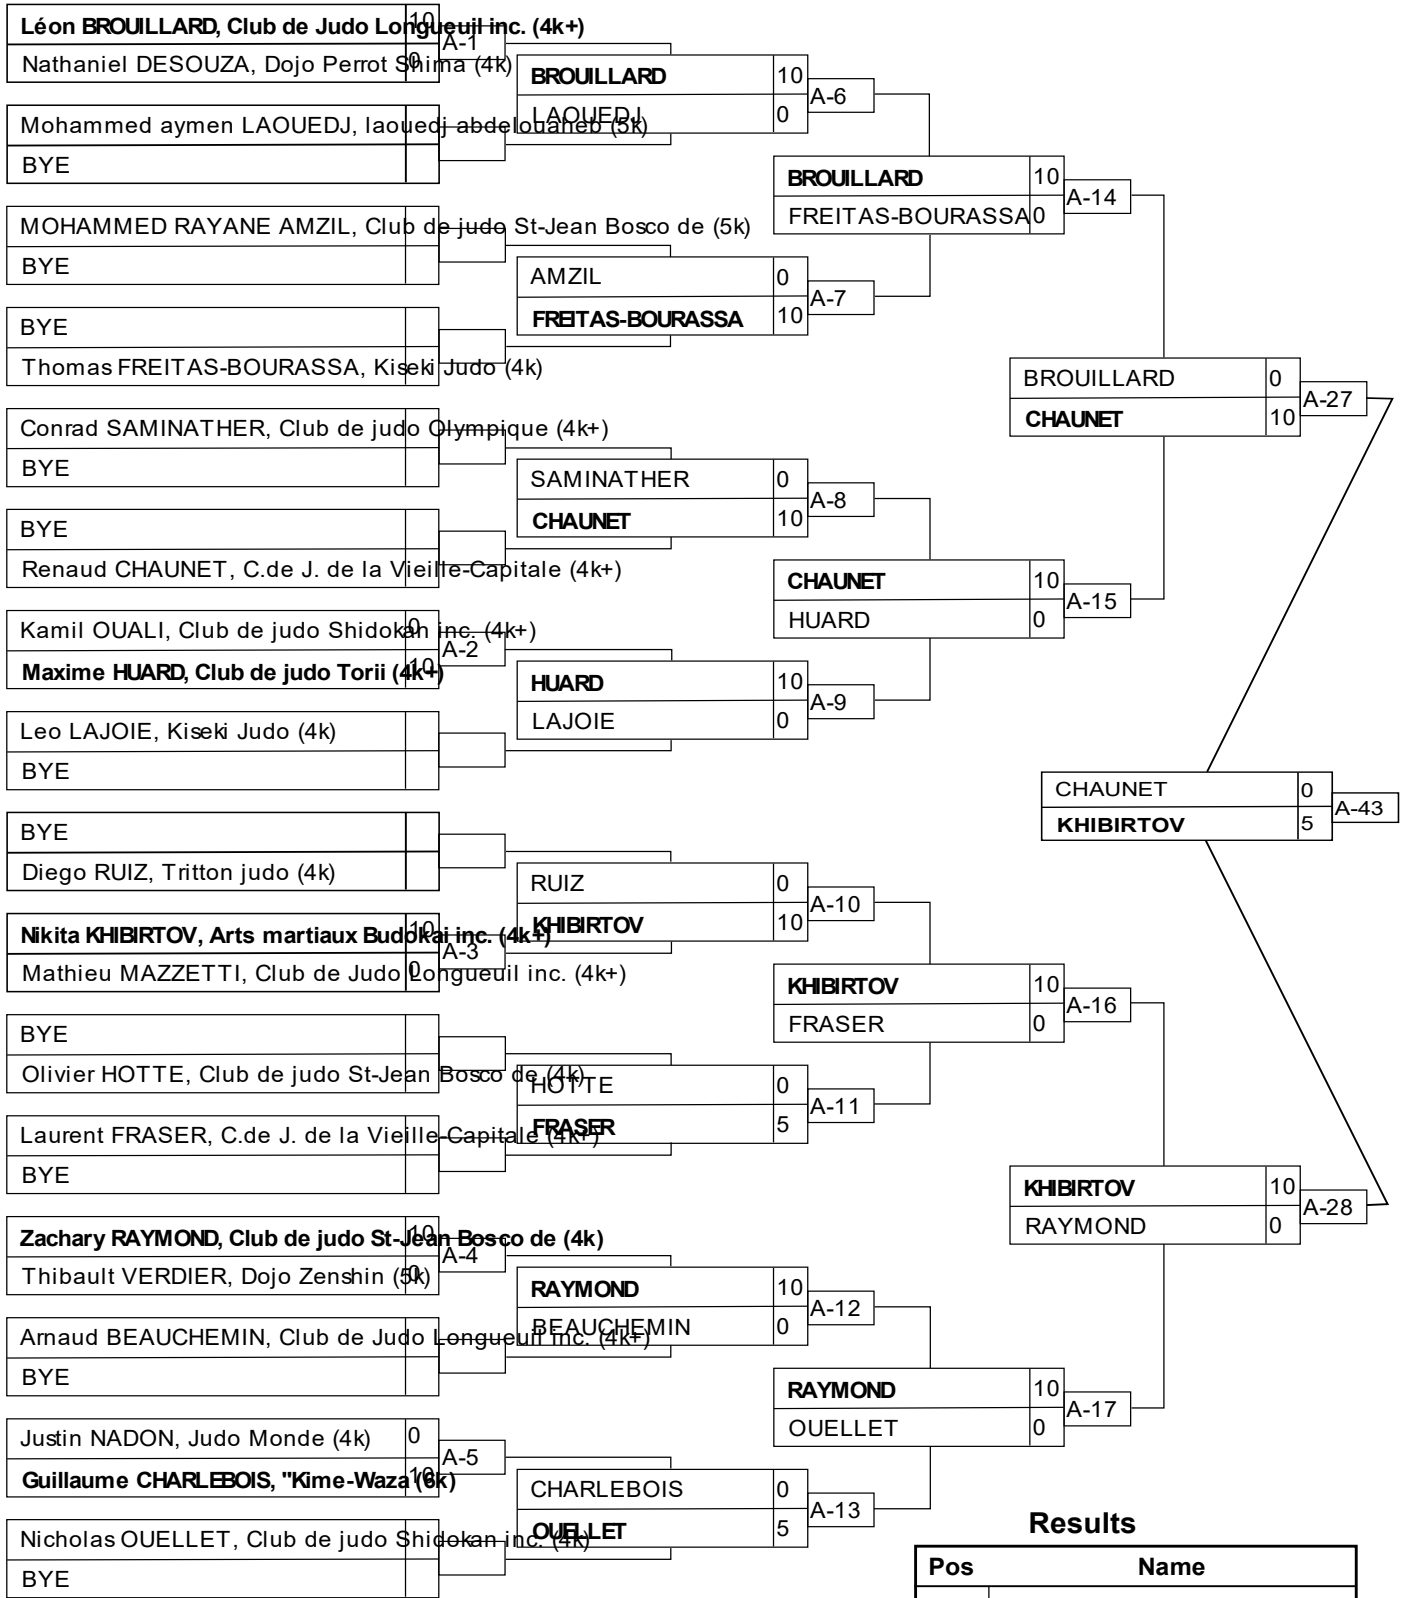 Léon BROUILLARD, Club de Judo Longueuil inc. (4k+) 10
A-1
Nathaniel DESOUZA, Dojo Perrot Shima (4k) 0
Mohammed aymen LAOUEDJ, laouedj abdelouaheb (5k)
BYE
MOHAMMED RAYANE AMZIL, Club de judo St-Jean Bosco de (5k)
BYE
BYE
Thomas FREITAS-BOURASSA, Kiseki Judo (4k)
Conrad SAMINATHER, Club de judo Olympique (4k+)
BYE
BYE
Renaud CHAUNET, C.de J. de la Vieille-Capitale (4k+)
Kamil OUALI, Club de judo Shidokan inc. (4k+) 0
A-2
Maxime HUARD, Club de judo Torii (4k+) 10
Leo LAJOIE, Kiseki Judo (4k)
BYE
BYE
Diego RUIZ, Tritton judo (4k)
Nikita KHIBIRTOV, Arts martiaux Budokai inc. (4k+) 10
A-3
Mathieu MAZZETTI, Club de Judo Longueuil inc. (4k+) 0
BYE
Olivier HOTTE, Club de judo St-Jean Bosco de (4k)
Laurent FRASER, C.de J. de la Vieille-Capitale (4k+)
BYE
Zachary RAYMOND, Club de judo St-Jean Bosco de (4k) 10
A-4
Thibault VERDIER, Dojo Zenshin (5k) 0
Arnaud BEAUCHEMIN, Club de Judo Longueuil inc. (4k+)
BYE
Justin NADON, Judo Monde (4k) 0
A-5
Guillaume CHARLEBOIS, "Kime-Waza (6k) 10
Nicholas OUELLET, Club de judo Shidokan inc. (4k)
BYE
BROUILLARD 10
A-6
LAOUEDJ 0
AMZIL 0
A-7
FREITAS-BOURASSA 10
SAMINATHER 0
A-8
CHAUNET 10
HUARD 10
A-9
LAJOIE 0
RUIZ 0
A-10
KHIBIRTOV 10
HOTTE 0
A-11
FRASER 5
RAYMOND 10
A-12
BEAUCHEMIN 0
CHARLEBOIS 0
A-13
OUELLET 5
BROUILLARD 10
A-14
FREITAS-BOURASSA 0
CHAUNET 10
A-15
HUARD 0
KHIBIRTOV 10
A-16
FRASER 0
RAYMOND 10
A-17
OUELLET 0
BROUILLARD 0
A-27
CHAUNET 10
KHIBIRTOV 10
A-28
RAYMOND 0
CHAUNET 0
A-43
KHIBIRTOV 5
Results
Pos Name